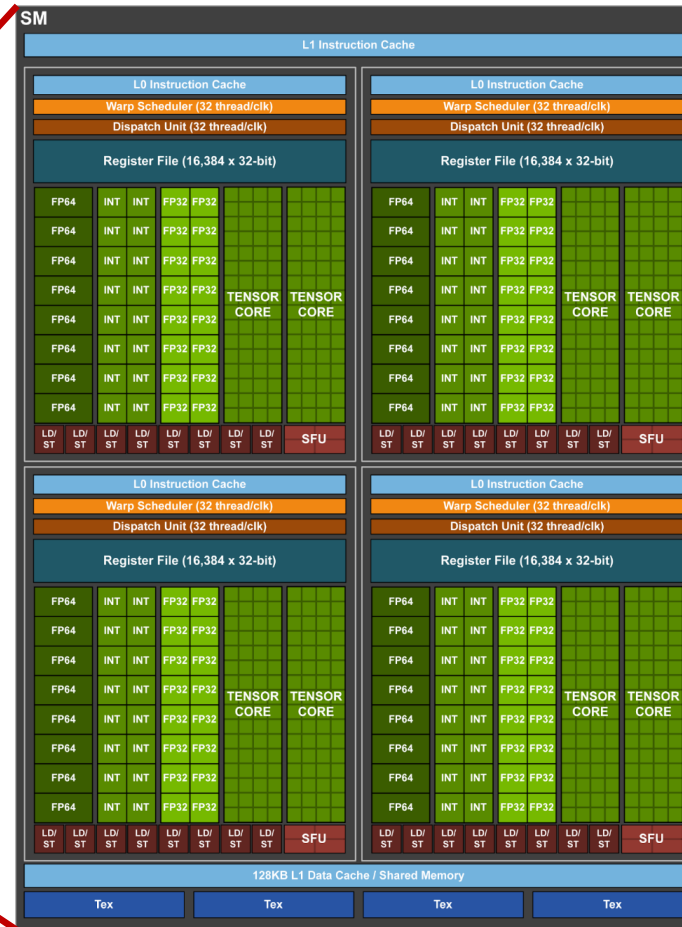 SM
L1 Instruction Cache
L0 Instruction Cache
Warp Scheduler (32 thread/clk)
Dispatch Unit (32 thread/clk)
Register File (16,384 x 32-bit)
FP64 INT INT FP32 FP32
FP64 INT INT FP32 FP32
FP64 INT INT FP32 FP32
FP64 INT INT FP32 FP32
FP64 INT INT FP32 FP32
FP64 INT INT FP32 FP32
FP64 INT INT FP32 FP32
FP64 INT INT FP32 FP32
TENSOR CORE
TENSOR CORE
LD/ST LD/ST LD/ST LD/ST LD/ST LD/ST LD/ST LD/ST SFU
L0 Instruction Cache
Warp Scheduler (32 thread/clk)
Dispatch Unit (32 thread/clk)
Register File (16,384 x 32-bit)
FP64 INT INT FP32 FP32
FP64 INT INT FP32 FP32
FP64 INT INT FP32 FP32
FP64 INT INT FP32 FP32
FP64 INT INT FP32 FP32
FP64 INT INT FP32 FP32
FP64 INT INT FP32 FP32
FP64 INT INT FP32 FP32
TENSOR CORE
TENSOR CORE
LD/ST LD/ST LD/ST LD/ST LD/ST LD/ST LD/ST LD/ST SFU
L0 Instruction Cache
Warp Scheduler (32 thread/clk)
Dispatch Unit (32 thread/clk)
Register File (16,384 x 32-bit)
FP64 INT INT FP32 FP32
FP64 INT INT FP32 FP32
FP64 INT INT FP32 FP32
FP64 INT INT FP32 FP32
FP64 INT INT FP32 FP32
FP64 INT INT FP32 FP32
FP64 INT INT FP32 FP32
FP64 INT INT FP32 FP32
TENSOR CORE
TENSOR CORE
LD/ST LD/ST LD/ST LD/ST LD/ST LD/ST LD/ST LD/ST SFU
L0 Instruction Cache
Warp Scheduler (32 thread/clk)
Dispatch Unit (32 thread/clk)
Register File (16,384 x 32-bit)
FP64 INT INT FP32 FP32
FP64 INT INT FP32 FP32
FP64 INT INT FP32 FP32
FP64 INT INT FP32 FP32
FP64 INT INT FP32 FP32
FP64 INT INT FP32 FP32
FP64 INT INT FP32 FP32
FP64 INT INT FP32 FP32
TENSOR CORE
TENSOR CORE
LD/ST LD/ST LD/ST LD/ST LD/ST LD/ST LD/ST LD/ST SFU
128KB L1 Data Cache / Shared Memory
Tex Tex Tex Tex